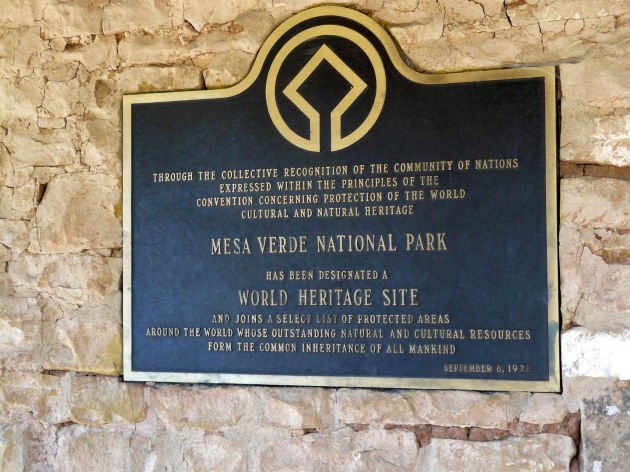 THROUGH THE COLLECTIVE RECOGNITION OF THE COMMUNITY OF NATIONS
EXPRESSED WITHIN THE PRINCIPLES OF THE
CONVENTION CONCERNING PROTECTION OF THE WORLD
CULTURAL AND NATURAL HERITAGE
MESA VERDE NATIONAL PARK
HAS BEEN DESIGNATED A
WORLD HERITAGE SITE
AND JOINS A SELECT LIST OF PROTECTED AREAS
AROUND THE WORLD WHOSE OUTSTANDING NATURAL AND CULTURAL RESOURCES
FORM THE COMMON INHERITANCE OF ALL MANKIND
SEPTEMBER 8, 1978